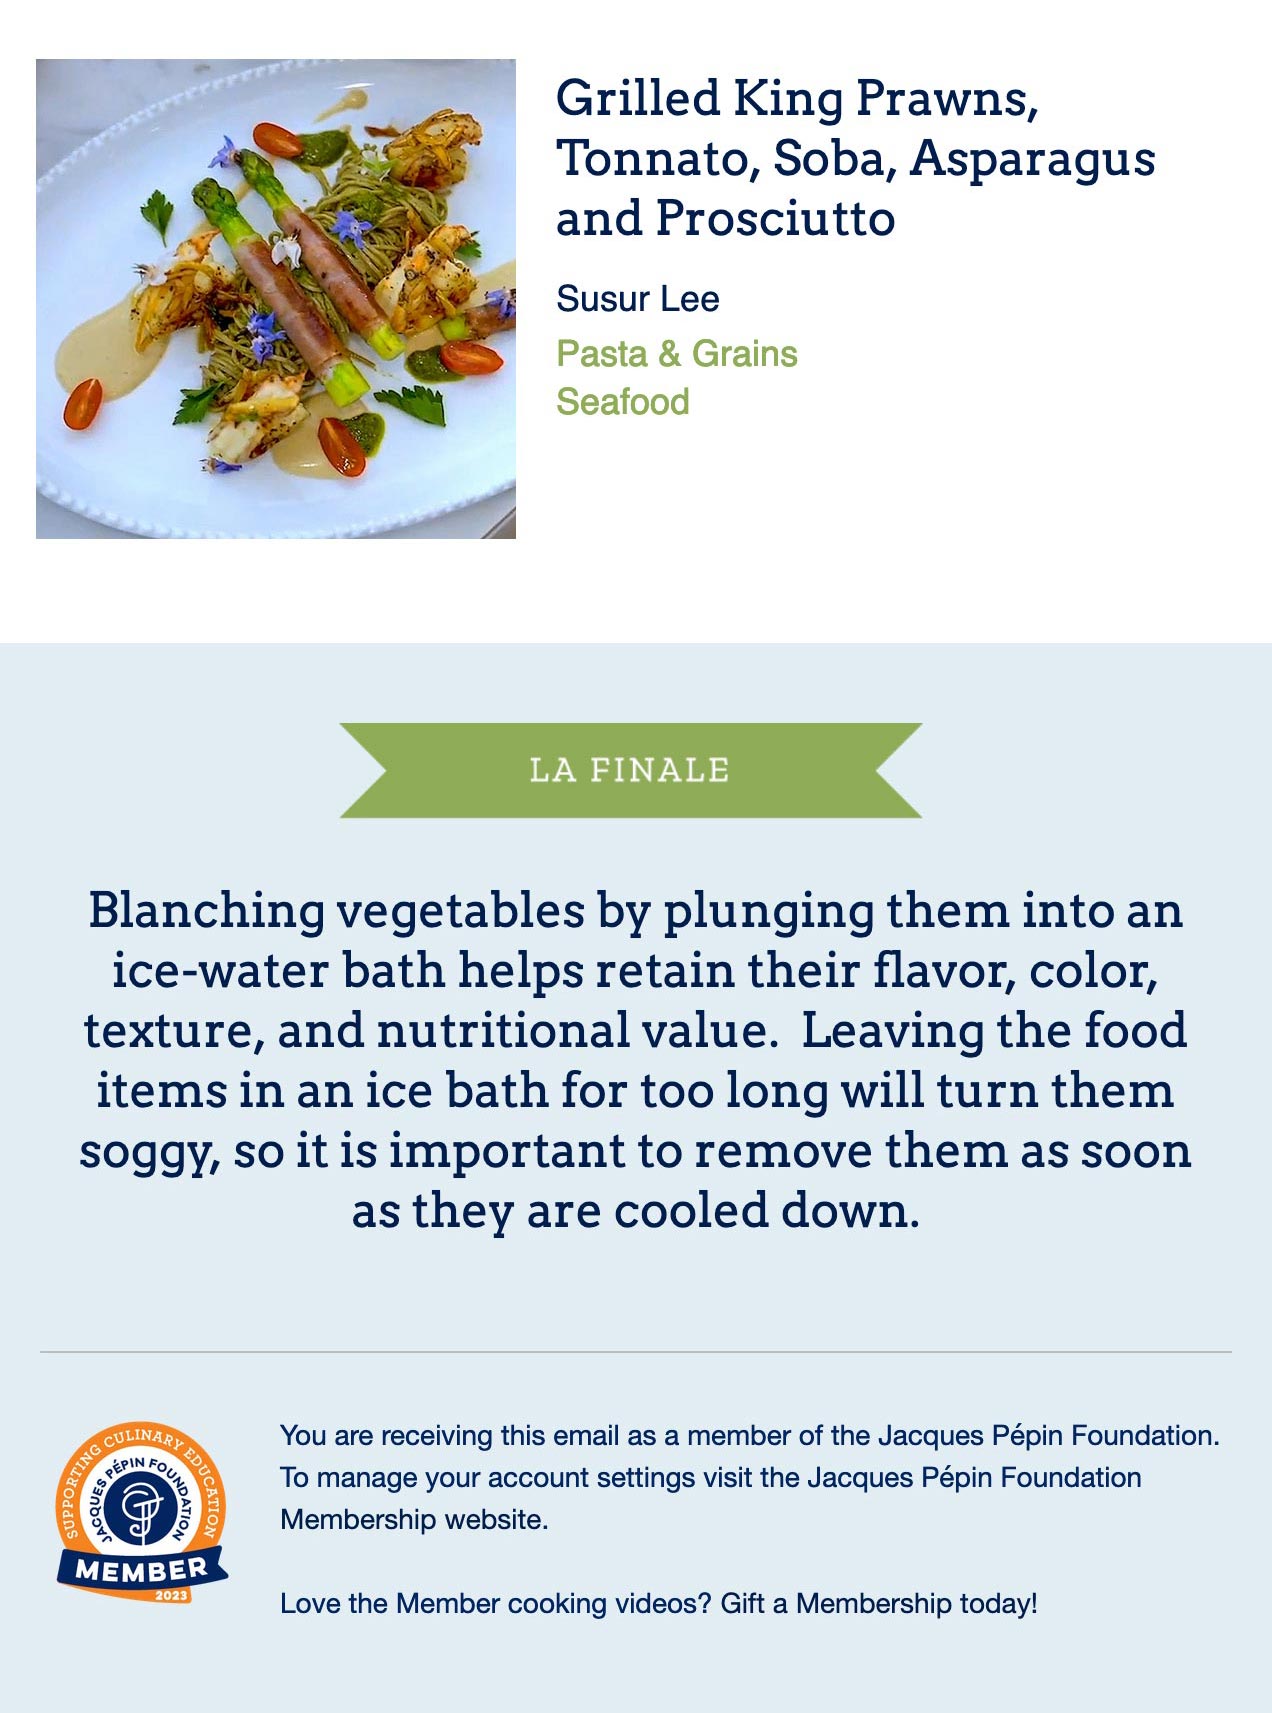 Grilled King Prawns,
Tonnato, Soba, Asparagus
and Prosciutto
Susur Lee
Pasta & Grains
Seafood
LA FINALE
Blanching vegetables by plunging them into an
ice-water bath helps retain their flavor, color,
texture, and nutritional value.  Leaving the food
items in an ice bath for too long will turn them
soggy, so it is important to remove them as soon
as they are cooled down.
SUPPORTING CULINARY EDUCATION
JACQUES PÉPIN FOUNDATION
MEMBER
2023
You are receiving this email as a member of the Jacques Pépin Foundation.
To manage your account settings visit the Jacques Pépin Foundation
Membership website.
Love the Member cooking videos? Gift a Membership today!